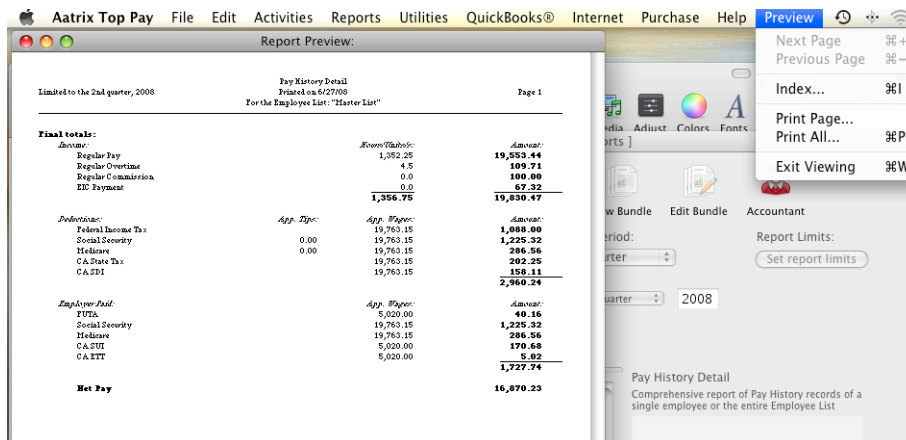 Aatrix Top Pay File Edit Activities Reports Utilities QuickBooks® Internet Purchase Help Preview
Report Preview:
Next Page ⌘+
Previous Page ⌘–
Index... ⌘I
Print Page...
Print All... ⌘P
Exit Viewing ⌘W
Pay History Detail
Limited to the 2nd quarter, 2008 Printed on 6/27/08 Page 1
For the Employee List: "Master List"
Final totals:
Income: Hours/Units/s: Amount:
Regular Pay 1,352.25 19,553.44
Regular Overtime 4.5 109.71
Regular Commission 0.0 100.00
EIC Payment 0.0 67.32
1,356.75 19,830.47
Deductions: App. Tips: App. Wages: Amount:
Federal Income Tax 19,763.15 1,088.00
Social Security 0.00 19,763.15 1,225.32
Medicare 0.00 19,763.15 286.56
CA State Tax 19,763.15 202.25
CA SDI 19,763.15 158.11
2,960.24
Employer Paid: App. Wages: Amount:
FUTA 5,020.00 40.16
Social Security 19,763.15 1,225.32
Medicare 19,763.15 286.56
CA SUI 5,020.00 170.68
CA ETT 5,020.00 5.02
1,727.74
Net Pay 16,870.23
Adjust Colors Fonts
Bundle Edit Bundle Accountant
Report Limits:
Set report limits
2008
Pay History Detail
Comprehensive report of Pay History records of a
single employee or the entire Employee List